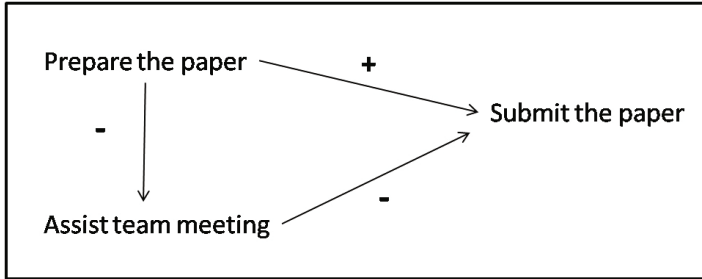 Prepare the paper
+
Submit the paper
-
Assist team meeting
-